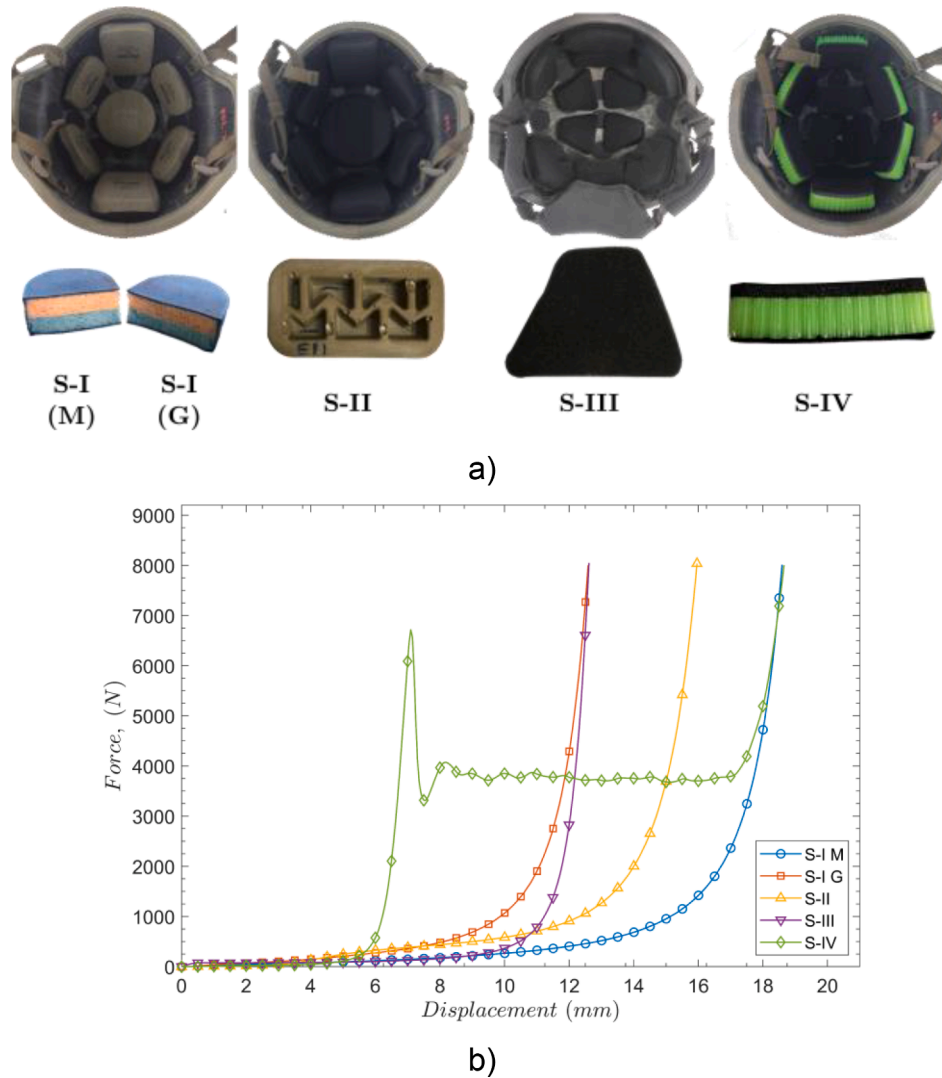 S-I S-I S-II S-III S-IV
(M) (G)
E11
a)
9000
8000
7000
6000
5000
4000
3000
2000
1000
0
Force, (N)
S-I M
S-I G
S-II
S-III
S-IV
0 2 4 6 8 10 12 14 16 18 20
Displacement (mm)
b)